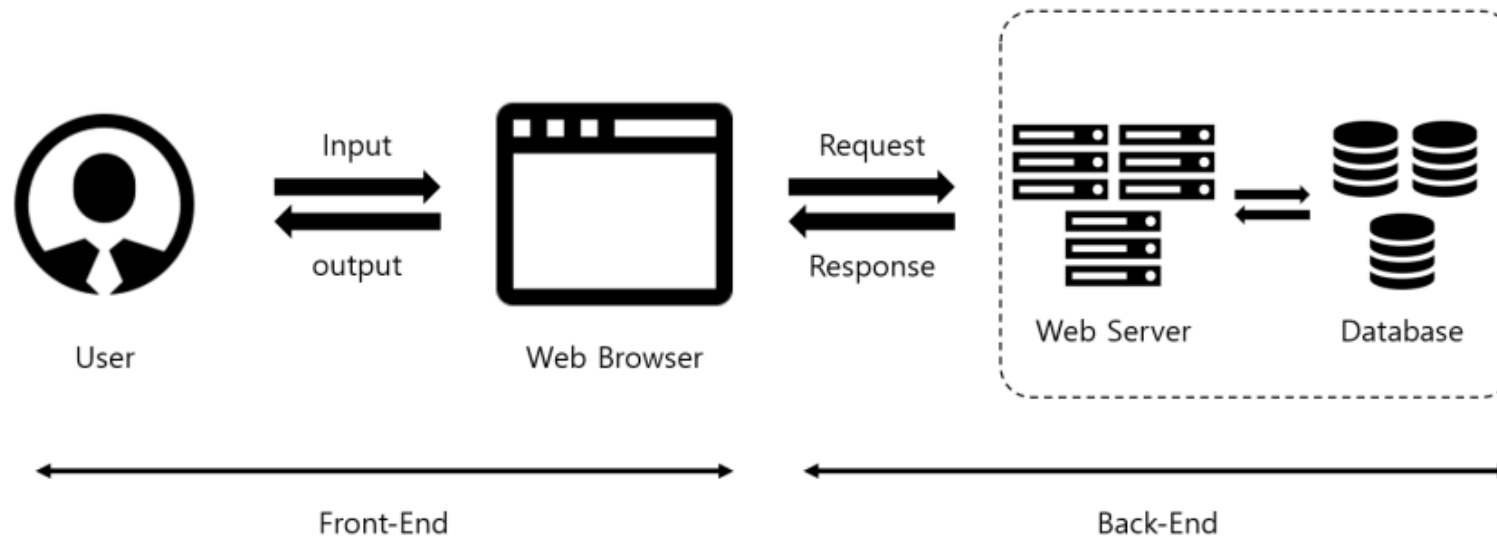 Input
output
User
Web Browser
Request
Response
Web Server
Database
Front-End
Back-End